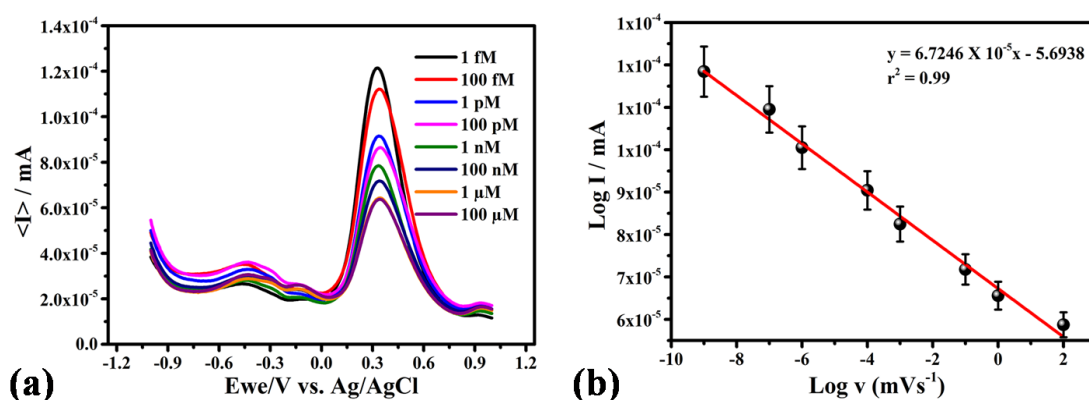 1.4x10⁻⁴
1.2x10⁻⁴
1.0x10⁻⁴
8.0x10⁻⁵
6.0x10⁻⁵
4.0x10⁻⁵
2.0x10⁻⁵
0.0
<I> / mA
1 fM
100 fM
1 pM
100 pM
1 nM
100 nM
1 µM
100 µM
-1.2 -0.9 -0.6 -0.3 0.0 0.3 0.6 0.9 1.2
Ewe/V vs. Ag/AgCl
(a)
1x10⁻⁴
1x10⁻⁴
1x10⁻⁴
1x10⁻⁴
9x10⁻⁵
8x10⁻⁵
7x10⁻⁵
6x10⁻⁵
Log I / mA
y = 6.7246 X 10⁻⁵x - 5.6938
r² = 0.99
-10 -8 -6 -4 -2 0 2
Log v (mVs⁻¹)
(b)